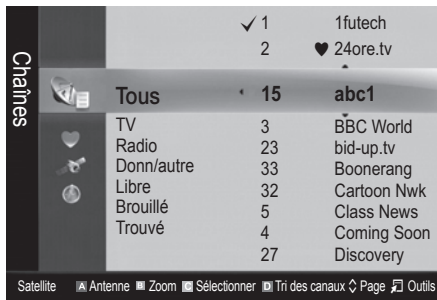 Chaînes
✓ 1 1futech
2 ♥ 24ore.tv
Tous 15 abc1
TV 3 BBC World
Radio 23 bid-up.tv
Donn/autre 33 Boonerang
Libre 32 Cartoon Nwk
Brouillé 5 Class News
Trouvé 4 Coming Soon
27 Discovery
Satellite A Antenne B Zoom C Sélectionner D Tri des canaux Page Outils